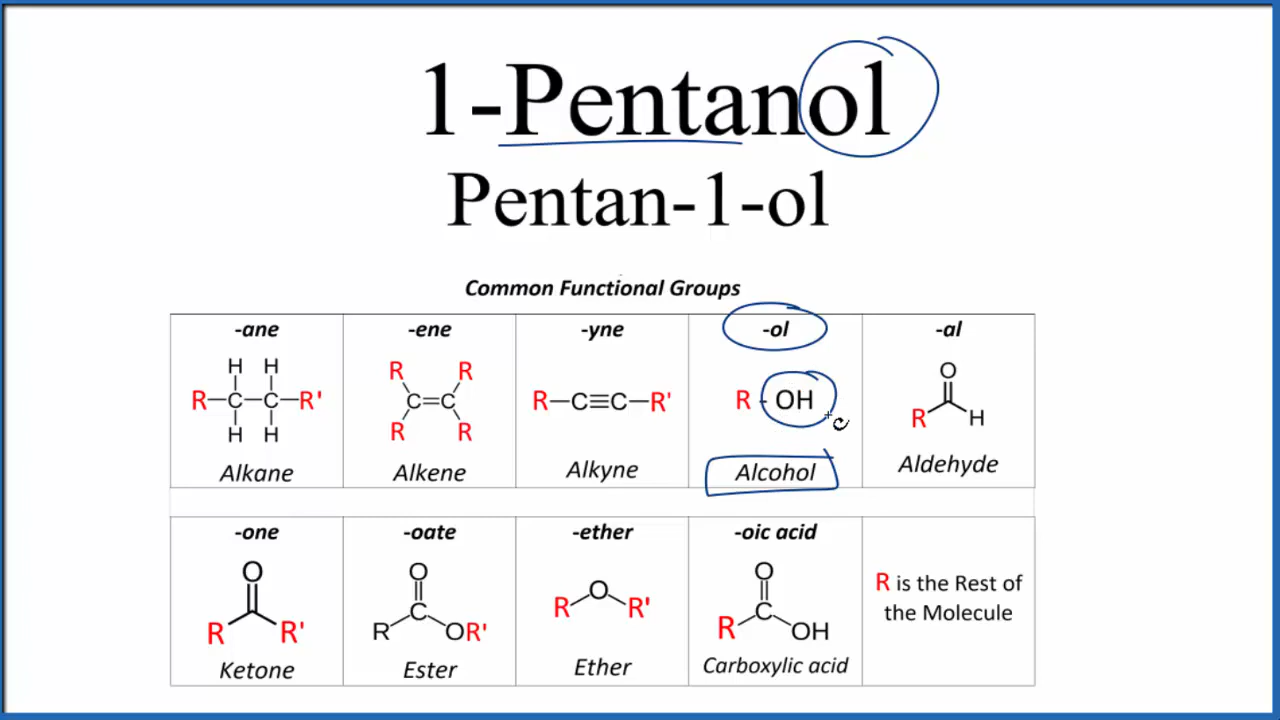 1-Pentanol
Pentan-1-ol
Common Functional Groups
-ane -ene -yne -ol -al
H H
R C C R'
H H
Alkane
R R
C C
R R
Alkene
R C C R'
Alkyne
R - OH
Alcohol
O
R H
Aldehyde
-one -oate -ether -oic acid
O
R R'
Ketone
O
C
R OR'
Ester
O
R R'
Ether
O
C
R OH
Carboxylic acid
R is the Rest of
the Molecule